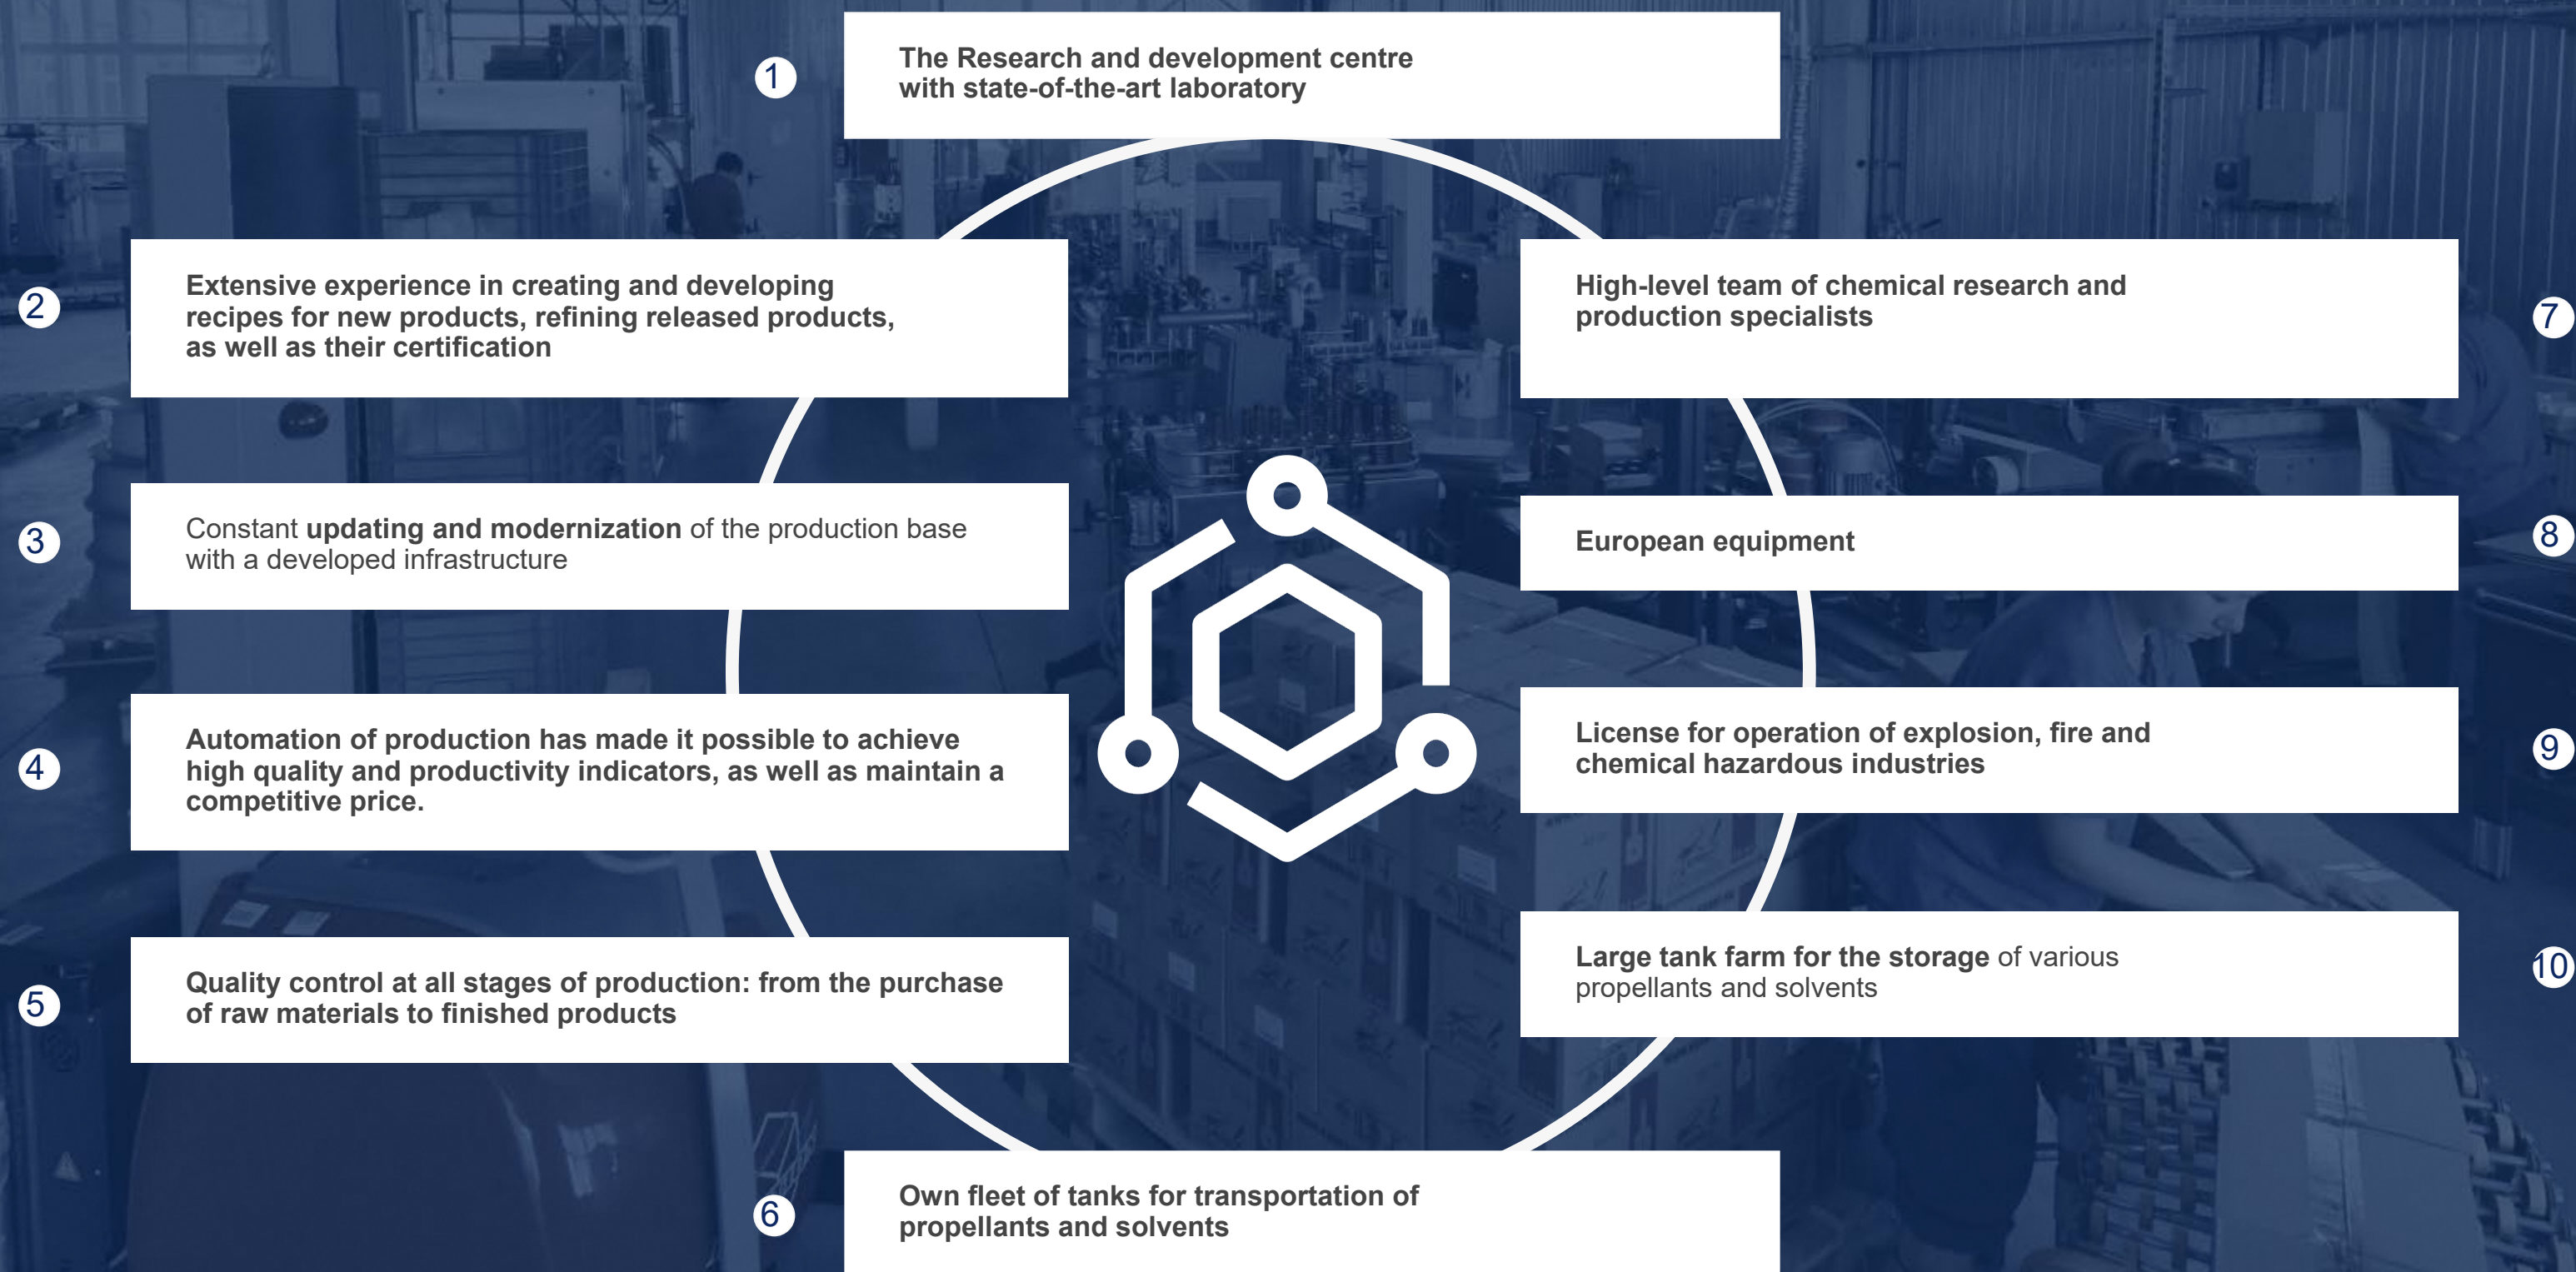 1
The Research and development centre
with state-of-the-art laboratory
2
Extensive experience in creating and developing
recipes for new products, refining released products,
as well as their certification
3
Constant updating and modernization of the production base
with a developed infrastructure
4
Automation of production has made it possible to achieve
high quality and productivity indicators, as well as maintain a
competitive price.
5
Quality control at all stages of production: from the purchase
of raw materials to finished products
6
Own fleet of tanks for transportation of
propellants and solvents
High-level team of chemical research and
production specialists
7
European equipment
8
License for operation of explosion, fire and
chemical hazardous industries
9
Large tank farm for the storage of various
propellants and solvents
10